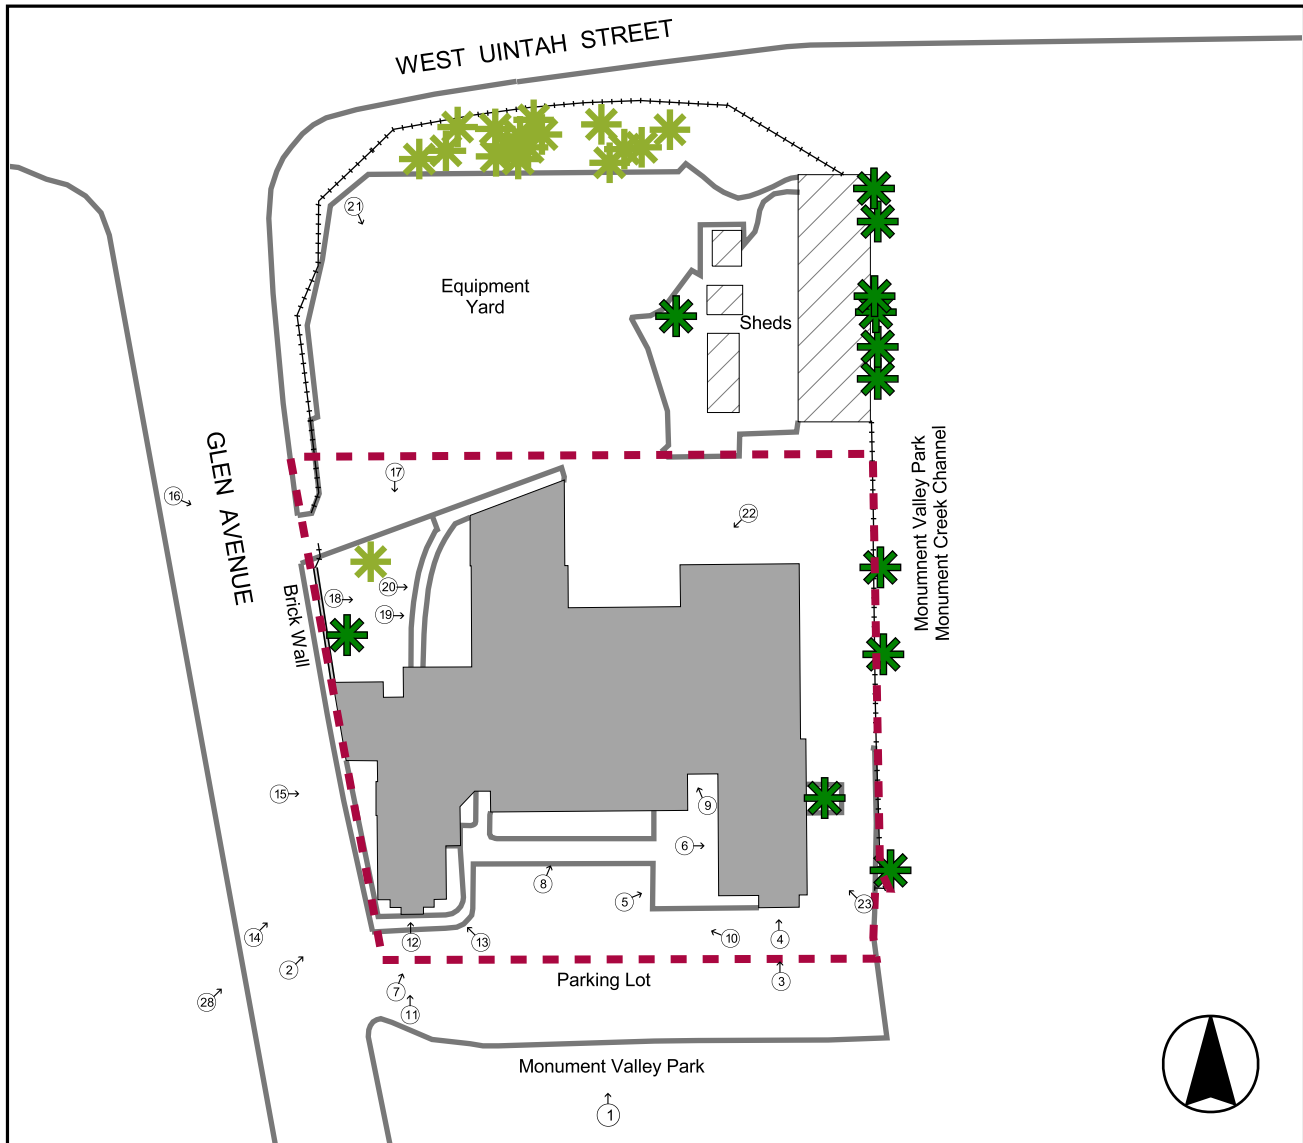 WEST UINTAH STREET
21
Equipment
Yard
Sheds
GLEN AVENUE
17
16
22
Monumnent Valley Park
Monument Creek Channel
Brick Wall
20
18
19
15
9
6
8
5
23
14
12
13
10
4
2
7
Parking Lot
3
28
11
Monument Valley Park
1